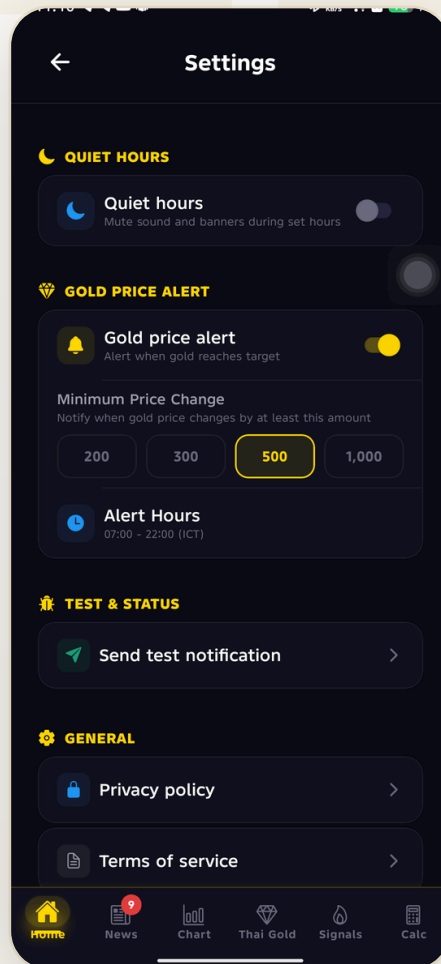 Settings
QUIET HOURS
Quiet hours
Mute sound and banners during set hours
GOLD PRICE ALERT
Gold price alert
Alert when gold reaches target
Minimum Price Change
Notify when gold price changes by at least this amount
200 300 500 1,000
Alert Hours
07:00 - 22:00 (ICT)
TEST & STATUS
Send test notification
GENERAL
Privacy policy
Terms of service
9
Home News Chart Thai Gold Signals Calc